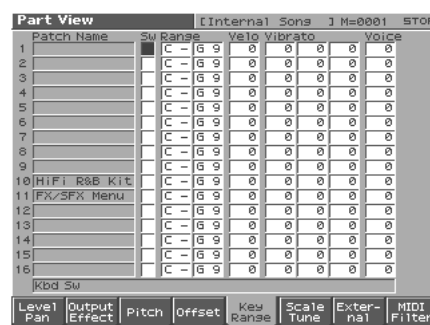 Part View [Internal Song ] M=0001 STOP
Patch Name Sw Range Velo Vibrato Voice
1 C - G 9 0 0 0 0 0
2 C - G 9 0 0 0 0 0
3 C - G 9 0 0 0 0 0
4 C - G 9 0 0 0 0 0
5 C - G 9 0 0 0 0 0
6 C - G 9 0 0 0 0 0
7 C - G 9 0 0 0 0 0
8 C - G 9 0 0 0 0 0
9 C - G 9 0 0 0 0 0
10 HiFi R&B Kit C - G 9 0 0 0 0 0
11 FX/SFX Menu C - G 9 0 0 0 0 0
12 C - G 9 0 0 0 0 0
13 C - G 9 0 0 0 0 0
14 C - G 9 0 0 0 0 0
15 C - G 9 0 0 0 0 0
16 C - G 9 0 0 0 0 0
Kbd Sw
Level Pan Output Effect Pitch Offset Key Range Scale Tune Exter- nal MIDI Filter